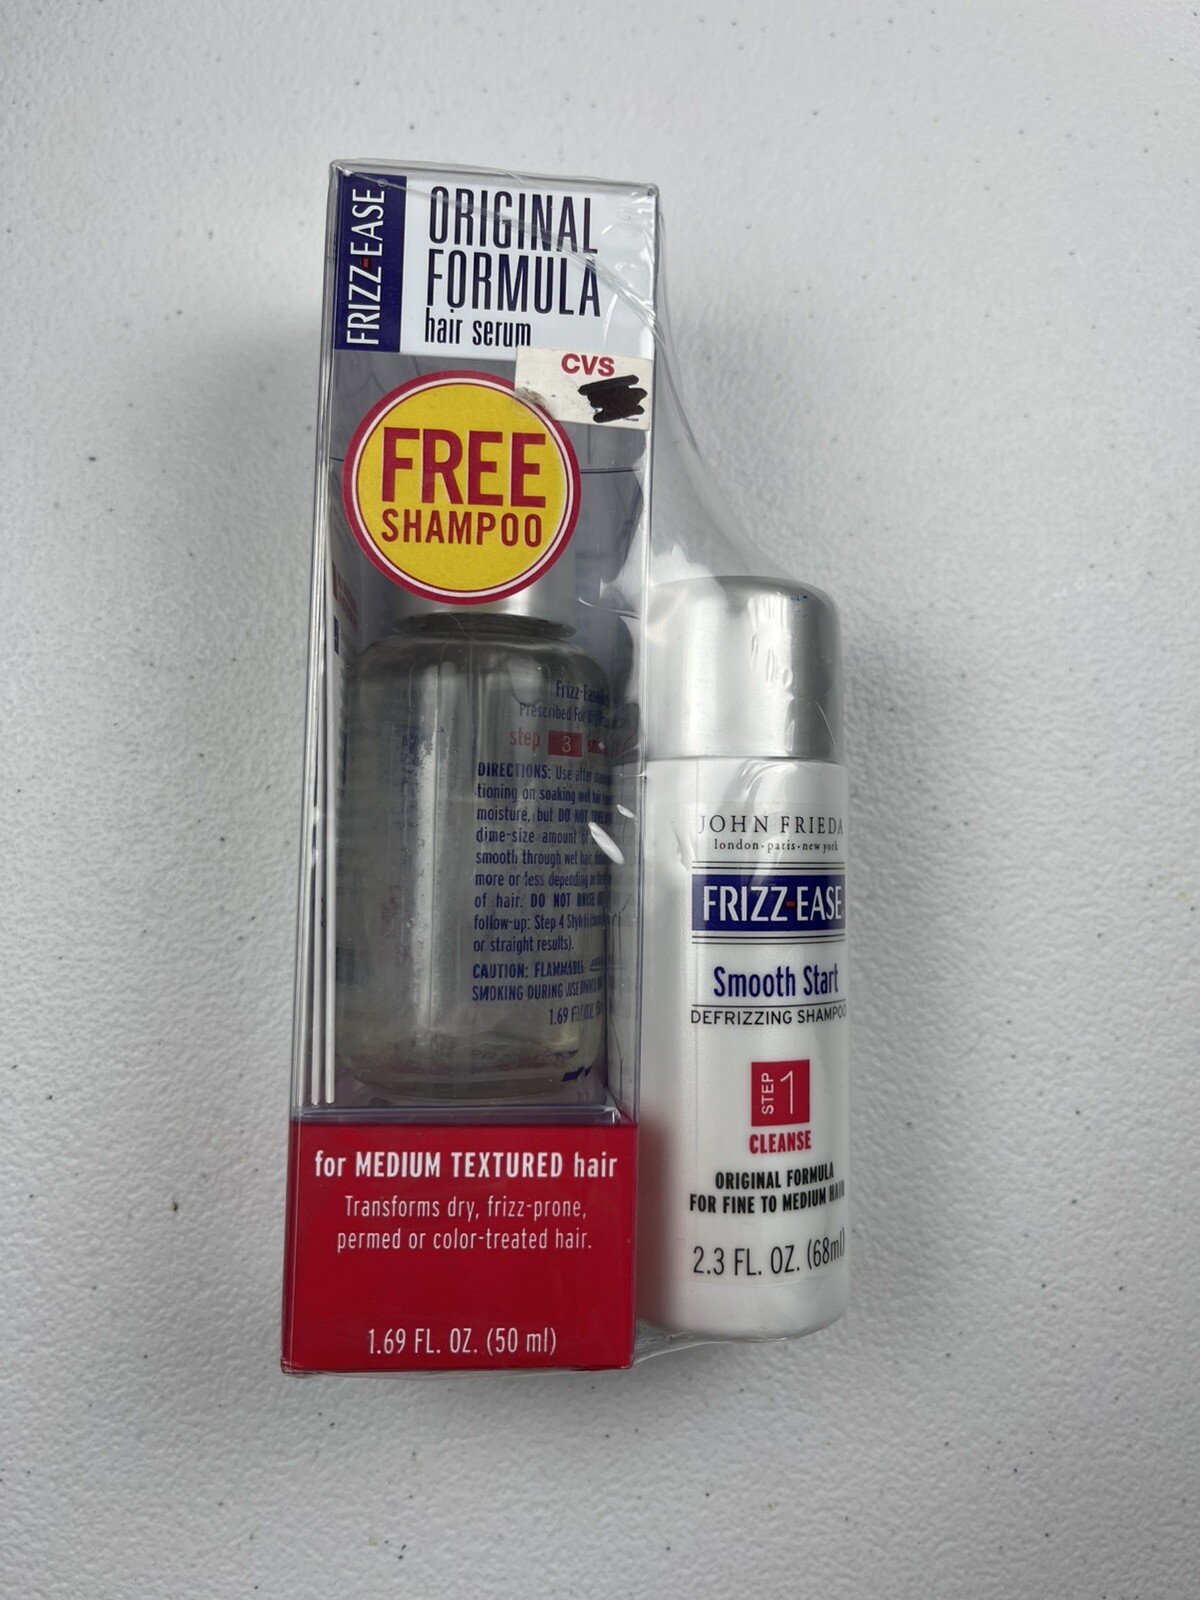 FRIZZ-EASE®
ORIGINAL
FORMULA
hair serum
CVS
FREE
SHAMPOO
Frizz-Ease
Prescribed For
step 3
DIRECTIONS: Use after
tioning on soaking wet hair
moisture, but DO NOT
dime-size amount
smooth through wet hair,
more or less depending on
of hair. DO NOT RINSE
follow-up: Step 4 Style
or straight results).
CAUTION: FLAMMABLE
SMOKING DURING USE
1.69 FL. OZ.
for MEDIUM TEXTURED hair
Transforms dry, frizz-prone,
permed or color-treated hair.
1.69 FL. OZ. (50 ml)
JOHN FRIEDA
london·paris·new york
FRIZZ-EASE
Smooth Start
DEFRIZZING SHAMPOO
STEP 1
CLEANSE
ORIGINAL FORMULA
FOR FINE TO MEDIUM HAIR
2.3 FL. OZ. (68ml)